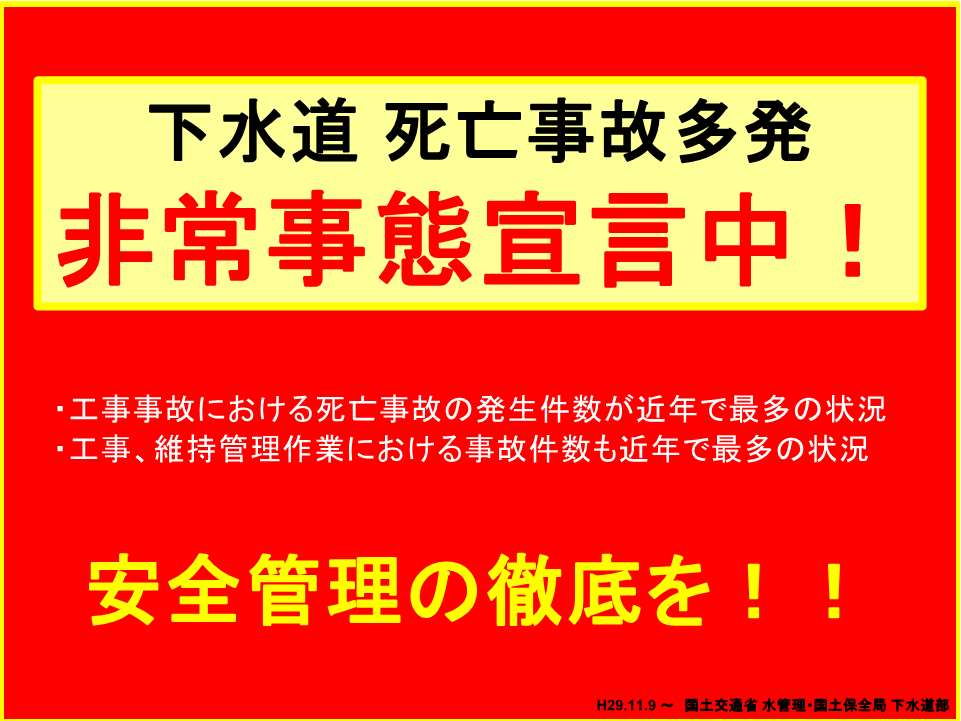 下水道 死亡事故多発
非常事態宣言中！
・工事事故における死亡事故の発生件数が近年で最多の状況
・工事、維持管理作業における事故件数も近年で最多の状況
安全管理の徹底を！！
H29.11.9 ～ 国土交通省 水管理・国土保全局 下水道部